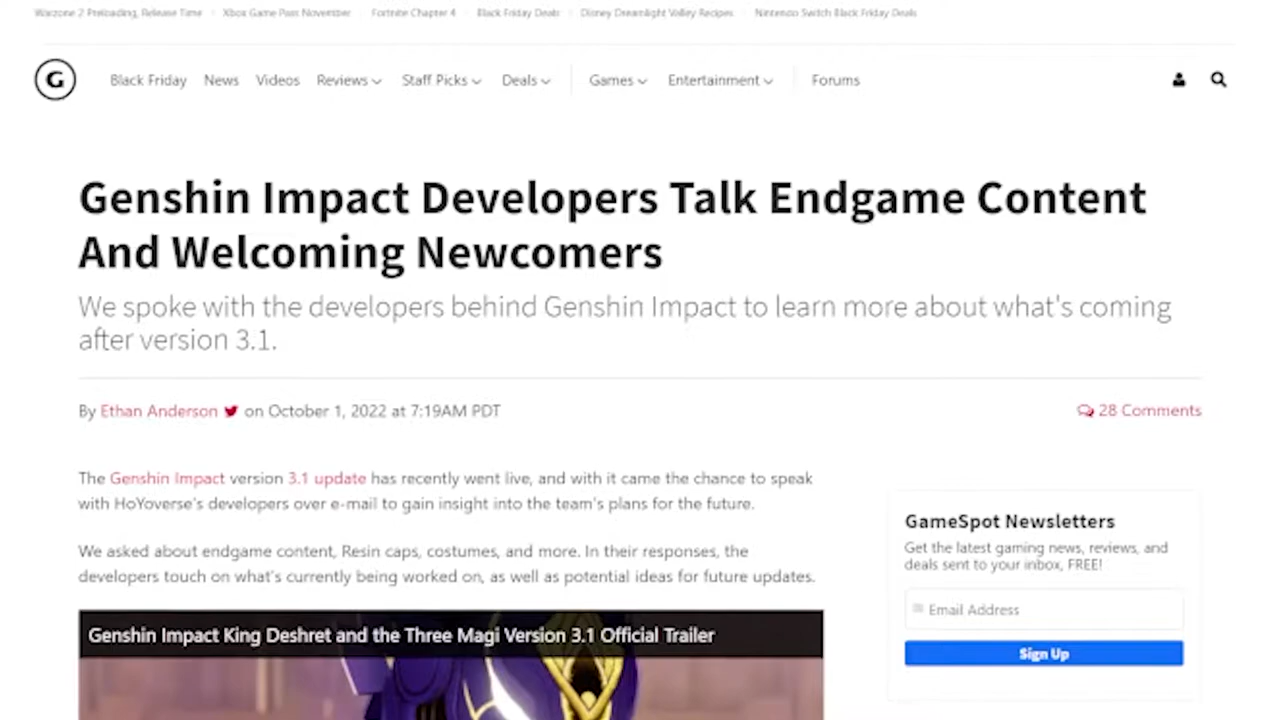 Warzone 2 Preloading, Release Time Xbox Game Pass November Fortnite Chapter 4 Black Friday Deals Disney Dreamlight Valley Recipes Nintendo Switch Black Friday Deals
G Black Friday News Videos Reviews Staff Picks Deals Games Entertainment Forums
Genshin Impact Developers Talk Endgame Content
And Welcoming Newcomers
We spoke with the developers behind Genshin Impact to learn more about what's coming
after version 3.1.
By Ethan Anderson on October 1, 2022 at 7:19AM PDT
28 Comments
The Genshin Impact version 3.1 update has recently went live, and with it came the chance to speak
with HoYoverse's developers over e-mail to gain insight into the team's plans for the future.
We asked about endgame content, Resin caps, costumes, and more. In their responses, the
developers touch on what's currently being worked on, as well as potential ideas for future updates.
Genshin Impact King Deshret and the Three Magi Version 3.1 Official Trailer
GameSpot Newsletters
Get the latest gaming news, reviews, and
deals sent to your inbox, FREE!
Email Address
Sign Up